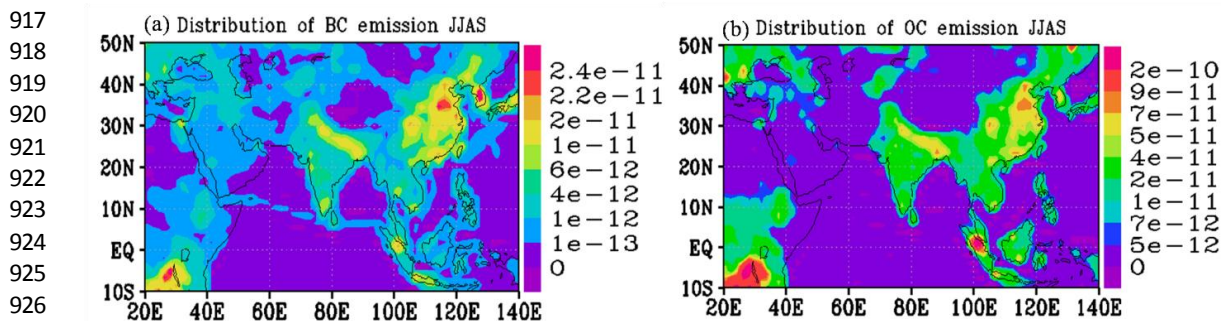 917
918
919
920
921
922
923
924
925
926
(a) Distribution of BC emission JJAS
50N
40N
30N
20N
10N
EQ
10S
20E 40E 60E 80E 100E 120E 140E
2.4e-11
2.2e-11
2e-11
1e-11
6e-12
4e-12
1e-12
1e-13
0
(b) Distribution of OC emission JJAS
50N
40N
30N
20N
10N
EQ
10S
20E 40E 60E 80E 100E 120E 140E
2e-10
9e-11
7e-11
5e-11
4e-11
2e-11
1e-11
7e-12
5e-12
0